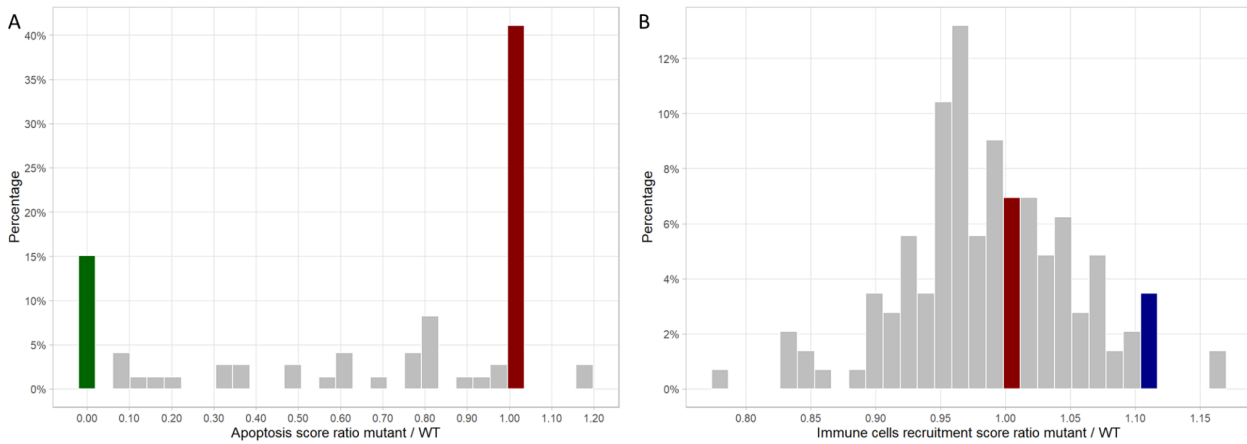 A
Percentage
40%
35%
30%
25%
20%
15%
10%
5%
0%
0.00 0.10 0.20 0.30 0.40 0.50 0.60 0.70 0.80 0.90 1.00 1.10 1.20
Apoptosis score ratio mutant / WT
B
Percentage
12%
10%
8%
6%
4%
2%
0%
0.80 0.85 0.90 0.95 1.00 1.05 1.10 1.15
Immune cells recruitment score ratio mutant / WT